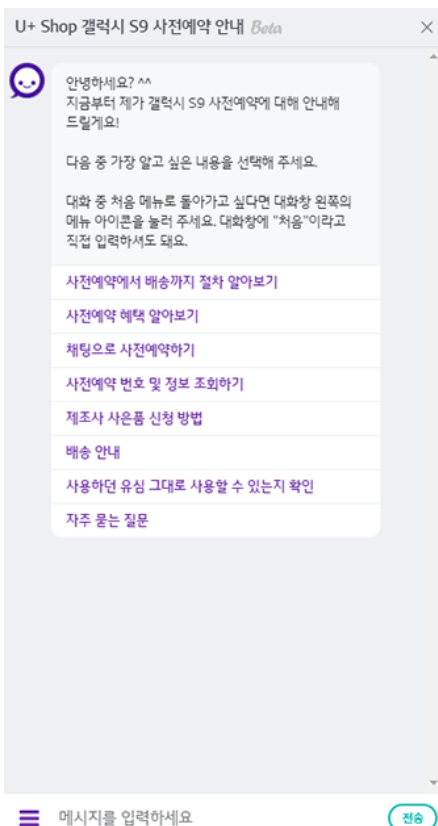 U+ Shop 갤럭시 S9 사전예약 안내 Beta
안녕하세요? ^^
지금부터 제가 갤럭시 S9 사전예약에 대해 안내해
드릴게요!
다음 중 가장 알고 싶은 내용을 선택해 주세요.
대화 중 처음 메뉴로 돌아가고 싶다면 대화창 왼쪽의
메뉴 아이콘을 눌러 주세요. 대화창에 "처음"이라고
직접 입력하셔도 돼요.
사전예약에서 배송까지 절차 알아보기
사전예약 혜택 알아보기
채팅으로 사전예약하기
사전예약 번호 및 정보 조회하기
제조사 사은품 신청 방법
배송 안내
사용하던 유심 그대로 사용할 수 있는지 확인
자주 묻는 질문
메시지를 입력하세요 전송